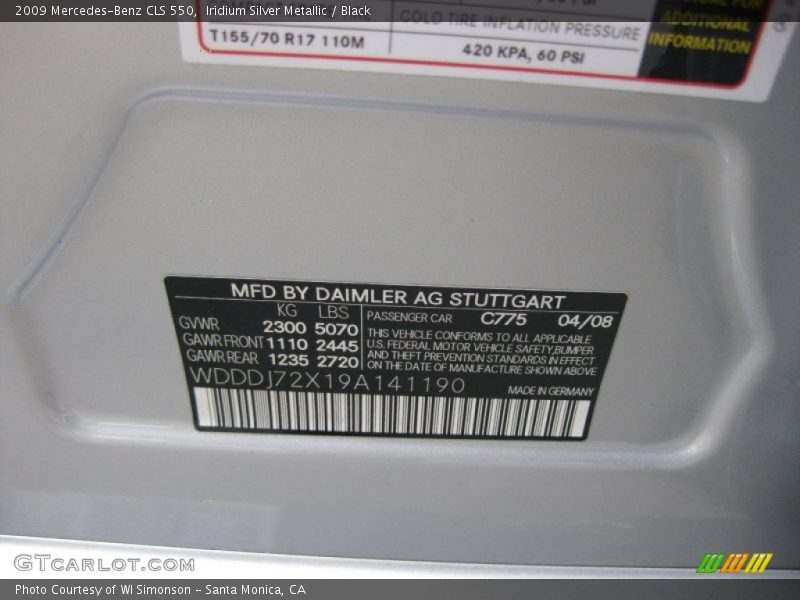 2009 Mercedes-Benz CLS 550, Iridium Silver Metallic / Black
COLD TIRE INFLATION PRESSURE
ADDITIONAL
INFORMATION
T155/70 R17 110M
420 KPA, 60 PSI
MFD BY DAIMLER AG STUTTGART
KG LBS
GVWR 2300 5070
GAWR FRONT 1110 2445
GAWR REAR 1235 2720
PASSENGER CAR C775 04/08
THIS VEHICLE CONFORMS TO ALL APPLICABLE
U.S. FEDERAL MOTOR VEHICLE SAFETY, BUMPER
AND THEFT PREVENTION STANDARDS IN EFFECT
ON THE DATE OF MANUFACTURE SHOWN ABOVE
WDDDJ72X19A141190
MADE IN GERMANY
GTCARLOT.COM
Photo Courtesy of WI Simonson - Santa Monica, CA